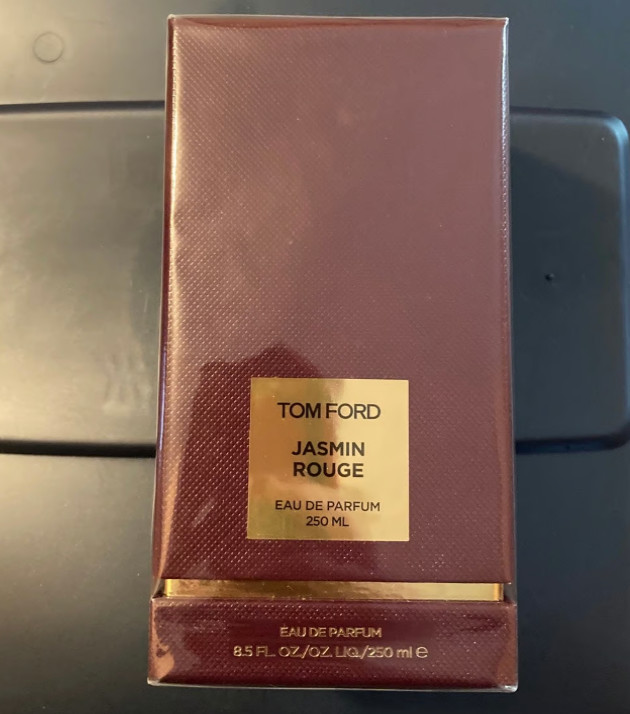 TOM FORD
JASMIN
ROUGE
EAU DE PARFUM
250 ML
EAU DE PARFUM
8.5 FL. OZ./OZ. LIQ./250 ml ℮